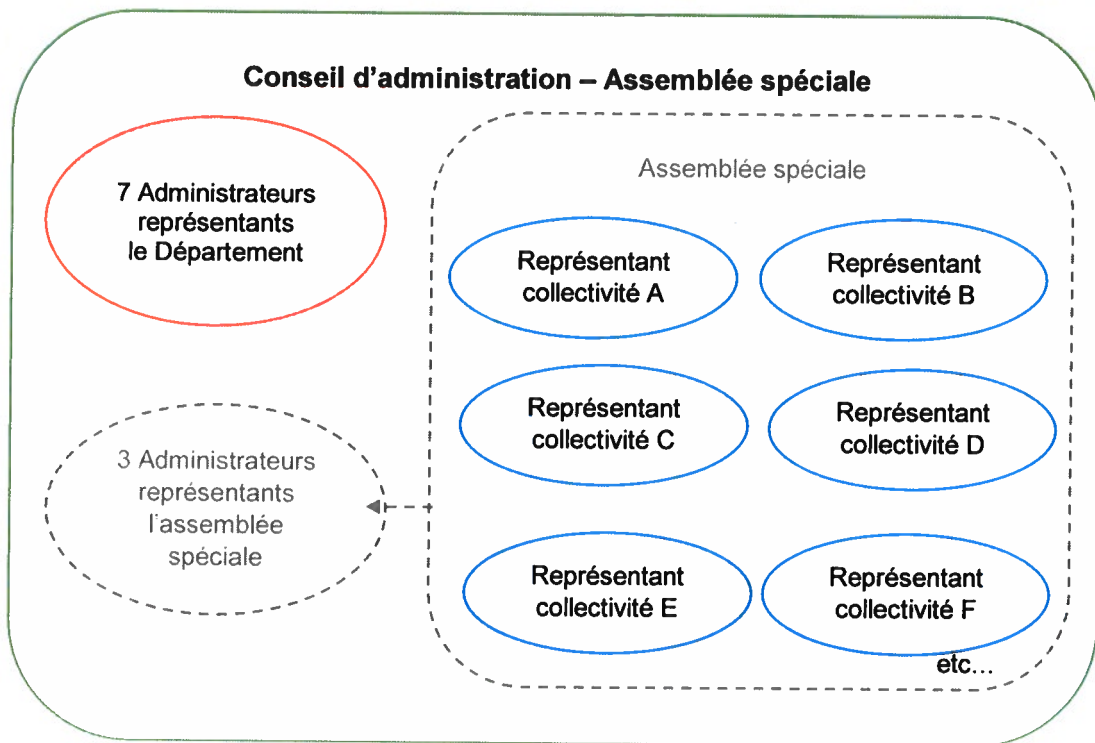 Conseil d'administration – Assemblée spéciale
7 Administrateurs
représentants
le Département
3 Administrateurs
représentants
l'assemblée
spéciale
Assemblée spéciale
Représentant
collectivité A
Représentant
collectivité B
Représentant
collectivité C
Représentant
collectivité D
Représentant
collectivité E
Représentant
collectivité F
etc...